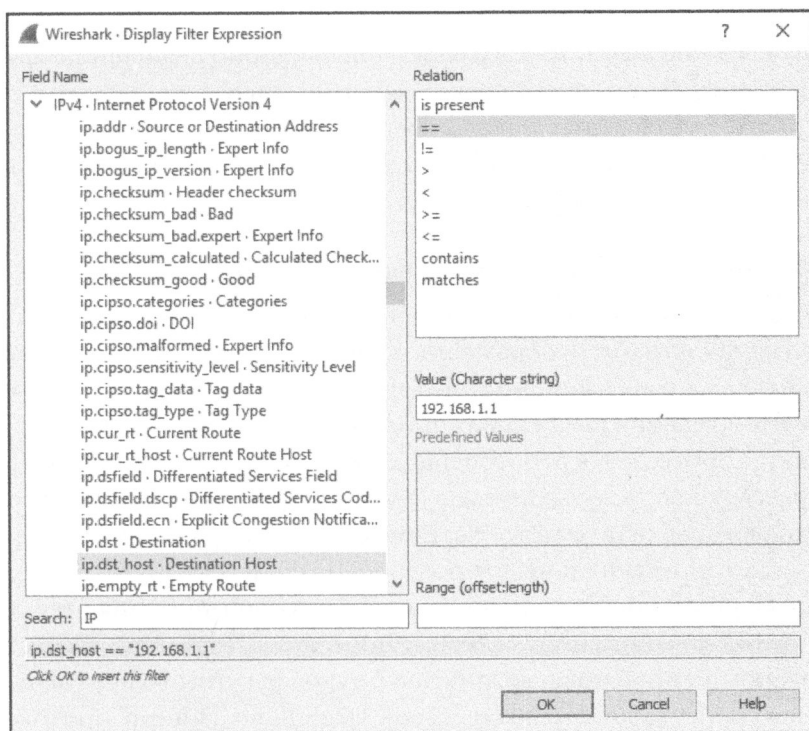 Wireshark · Display Filter Expression
?
Field Name
IPv4 · Internet Protocol Version 4
ip.addr · Source or Destination Address
ip.bogus_ip_length · Expert Info
ip.bogus_ip_version · Expert Info
ip.checksum · Header checksum
ip.checksum_bad · Bad
ip.checksum_bad.expert · Expert Info
ip.checksum_calculated · Calculated Check...
ip.checksum_good · Good
ip.cipso.categories · Categories
ip.cipso.doi · DOI
ip.cipso.malformed · Expert Info
ip.cipso.sensitivity_level · Sensitivity Level
ip.cipso.tag_data · Tag data
ip.cipso.tag_type · Tag Type
ip.cur_rt · Current Route
ip.cur_rt_host · Current Route Host
ip.dsfield · Differentiated Services Field
ip.dsfield.dscp · Differentiated Services Cod...
ip.dsfield.ecn · Explicit Congestion Notifica...
ip.dst · Destination
ip.dst_host · Destination Host
ip.empty_rt · Empty Route
Search: IP
Relation
is present
==
!=
>
<
>=
<=
contains
matches
Value (Character string)
192.168.1.1
Predefined Values
Range (offset:length)
ip.dst_host == "192.168.1.1"
Click OK to insert this filter
OK
Cancel
Help